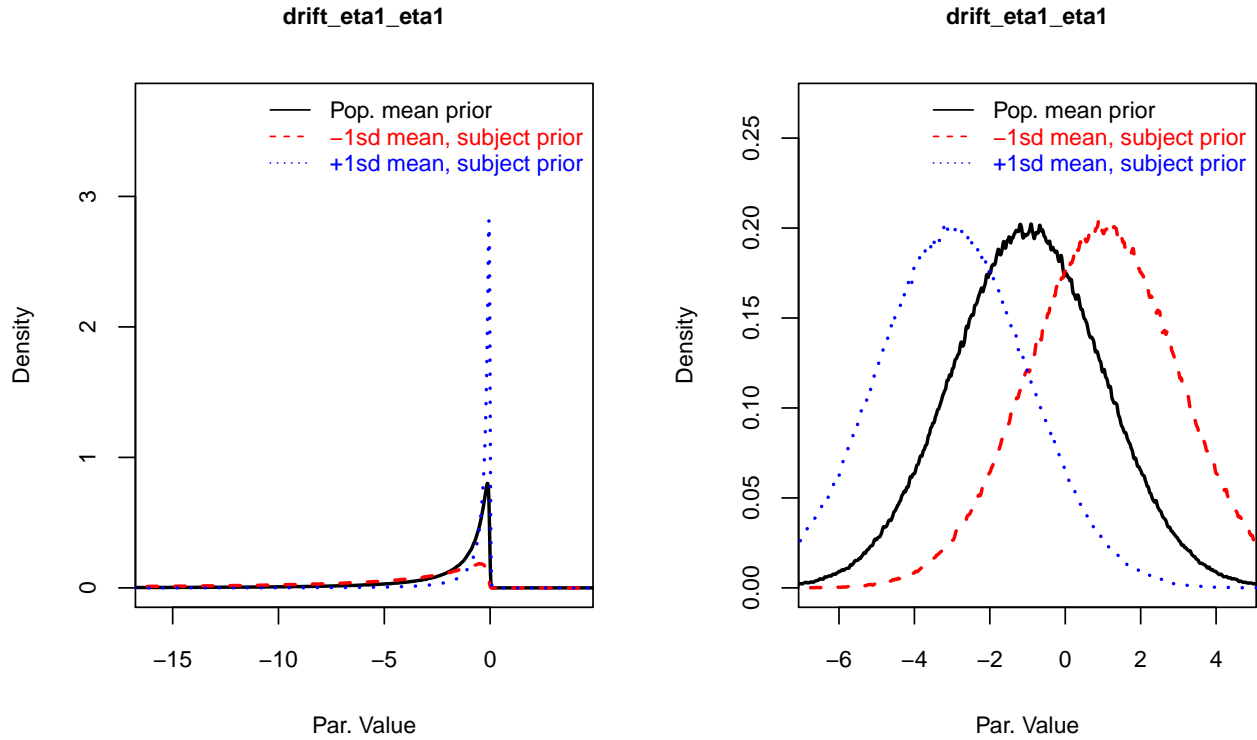 drift_eta1_eta1
Pop. mean prior
−1sd mean, subject prior
+1sd mean, subject prior
3
2
1
0
Density
−15
−10
−5
0
Par. Value
drift_eta1_eta1
Pop. mean prior
−1sd mean, subject prior
+1sd mean, subject prior
0.25
0.20
0.15
0.10
0.05
0.00
Density
−6
−4
−2
0
2
4
Par. Value